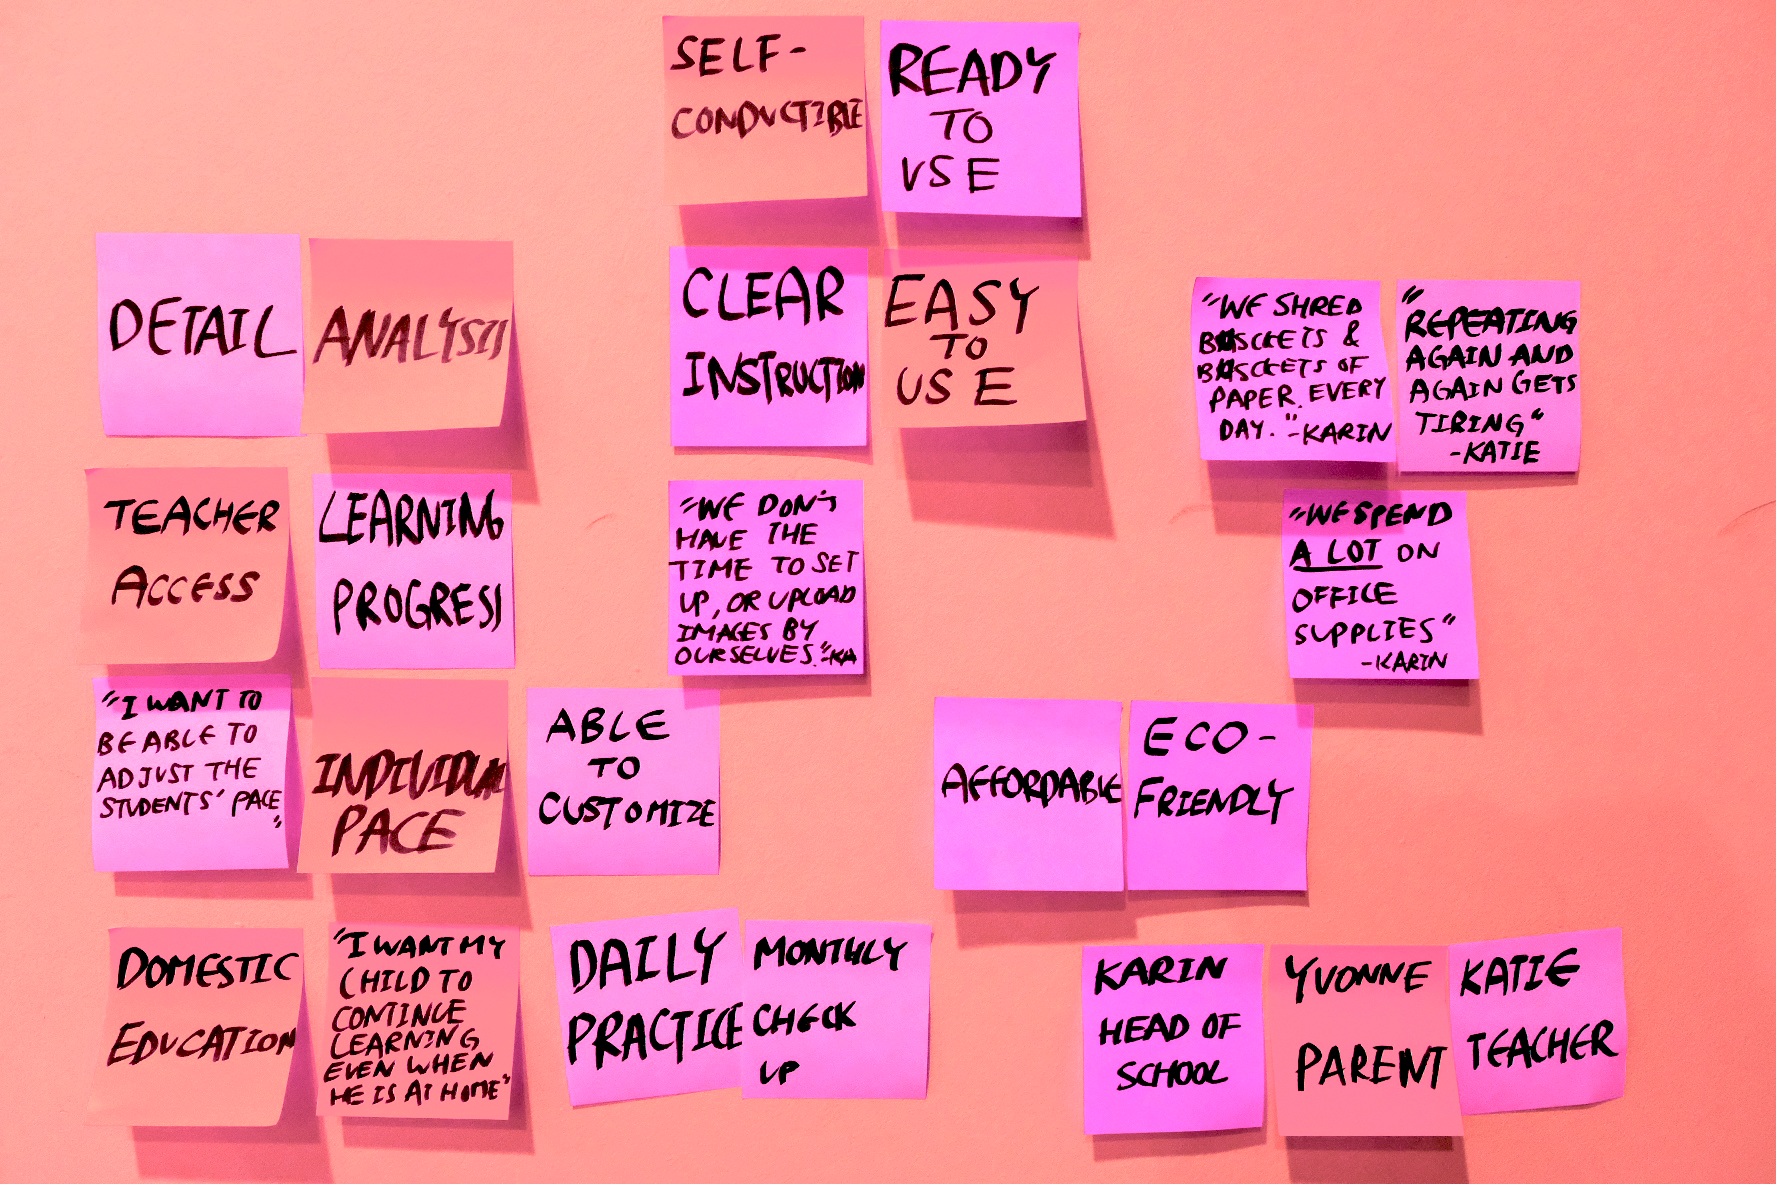 SELF-
CONDUCTIBLE
READY
TO
USE
DETAIL
ANALYSIS
CLEAR
INSTRUCTION
EASY
TO
USE
"WE SHRED
BASCKETS &
BASCKETS OF
PAPER EVERY
DAY." -KARIN
"REPEATING
AGAIN AND
AGAIN GETS
TIRING"
-KATIE
TEACHER
ACCESS
LEARNING
PROGRESS
"WE DON'T
HAVE THE
TIME TO SET
UP, OR UPLOAD
IMAGES BY
OURSELVES."-KA
"WE SPEND
A LOT ON
OFFICE
SUPPLIES"
-KARIN
"I WANT TO
BE ABLE TO
ADJUST THE
STUDENTS' PACE
"
INDIVIDUAL
PACE
ABLE
TO
CUSTOMIZE
AFFORDABLE
ECO-
FRIENDLY
DOMESTIC
EDUCATION
"I WANT MY
CHILD TO
CONTINUE
LEARNING
EVEN WHEN
HE IS AT HOME"
DAILY
PRACTICE
MONTHLY
CHECK
UP
KARIN
HEAD OF
SCHOOL
YVONNE
PARENT
KATIE
TEACHER